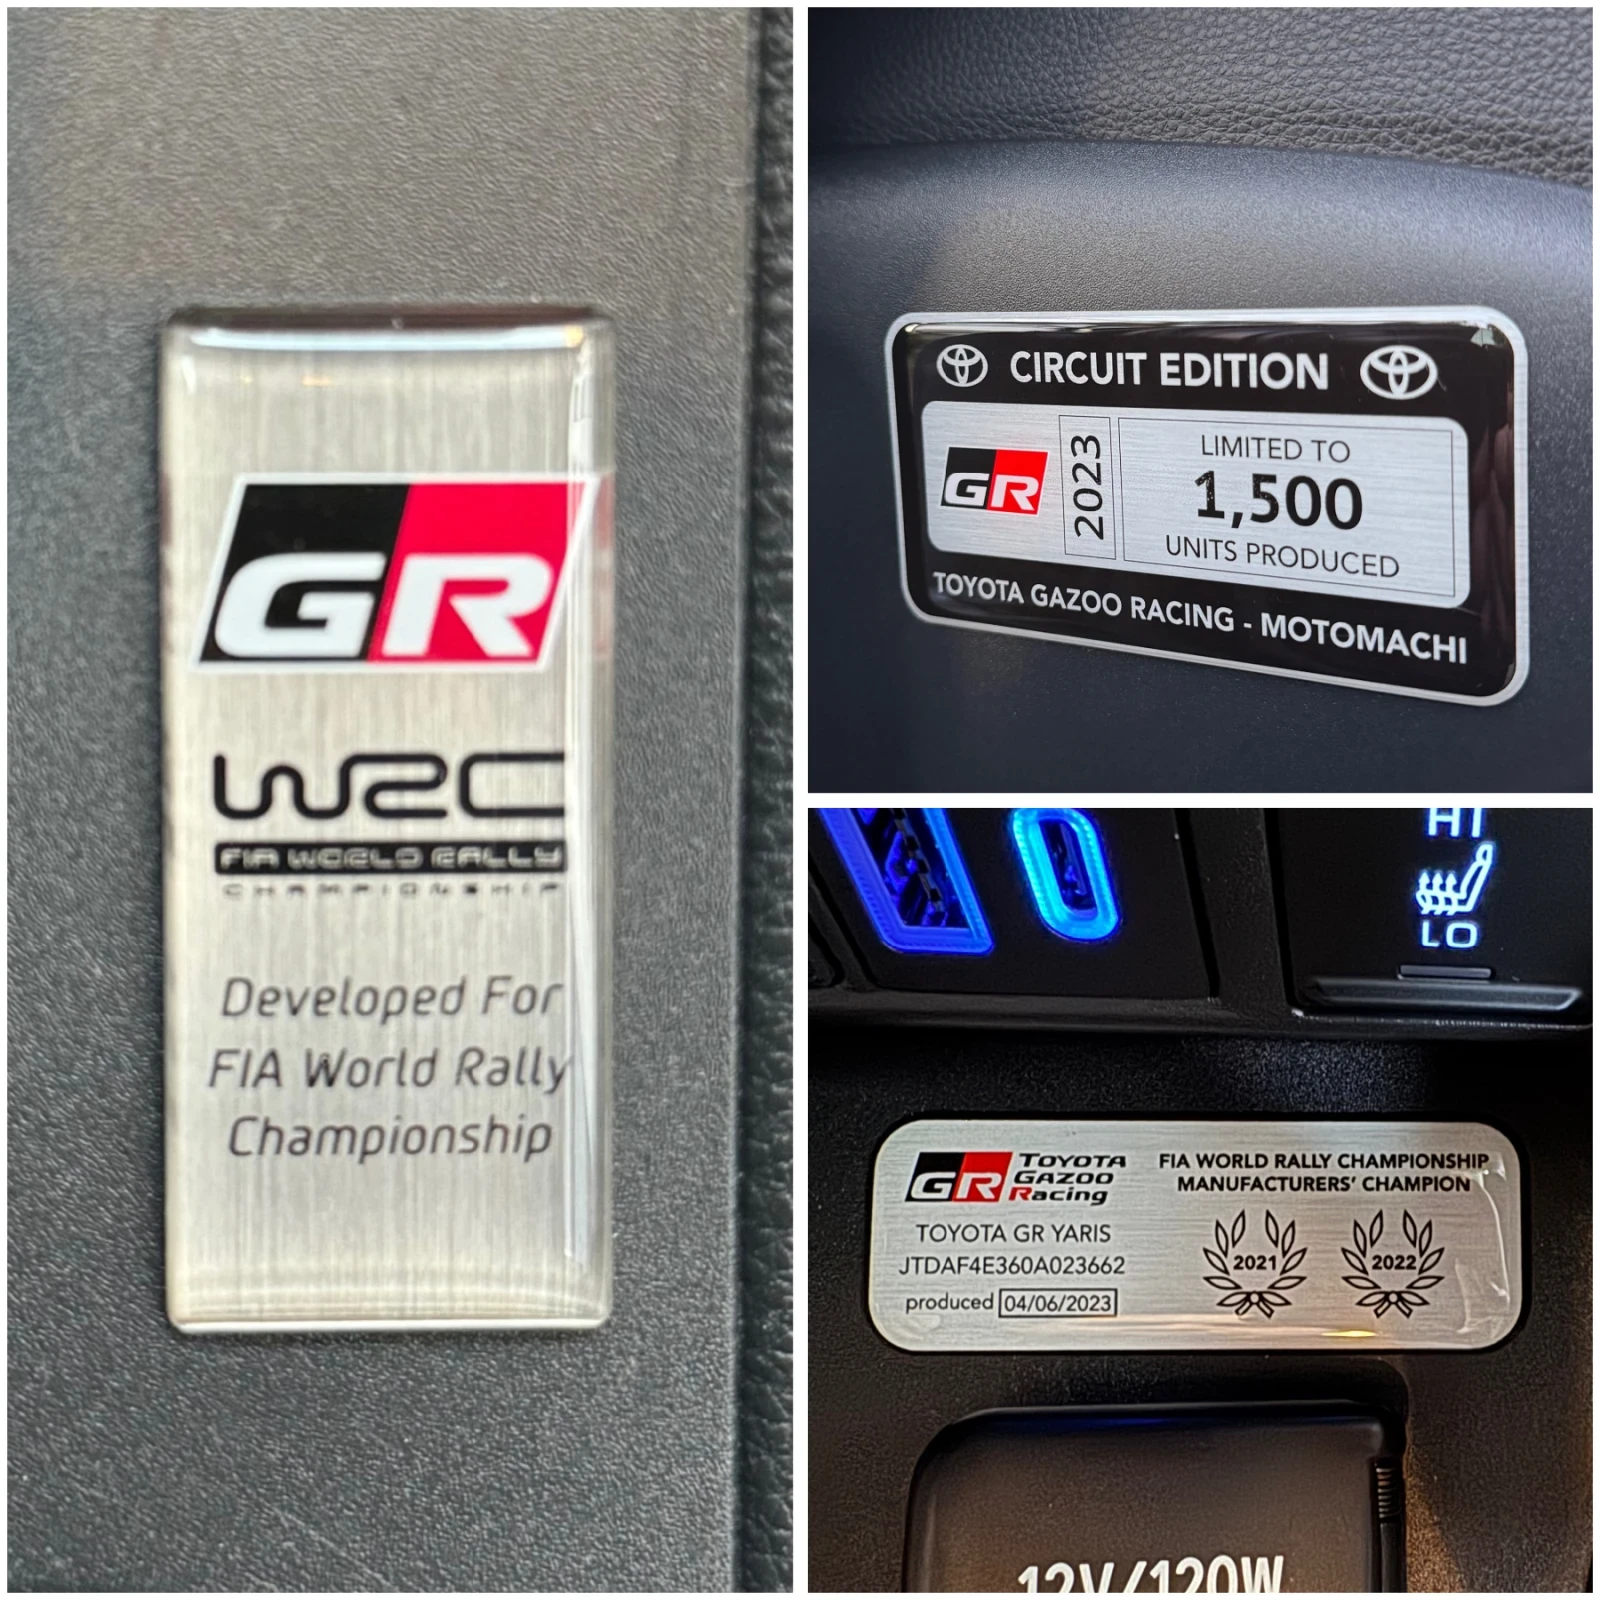 GR
WRC
FIA WORLD RALLY
CHAMPIONSHIP
Developed For
FIA World Rally
Championship
CIRCUIT EDITION
GR
2023
LIMITED TO
1,500
UNITS PRODUCED
TOYOTA GAZOO RACING - MOTOMACHI
HI
LO
GR
TOYOTA
GAZOO
Racing
FIA WORLD RALLY CHAMPIONSHIP
MANUFACTURERS' CHAMPION
TOYOTA GR YARIS
JTDAF4E360A023662
produced 04/06/2023
2021
2022
12V/120W